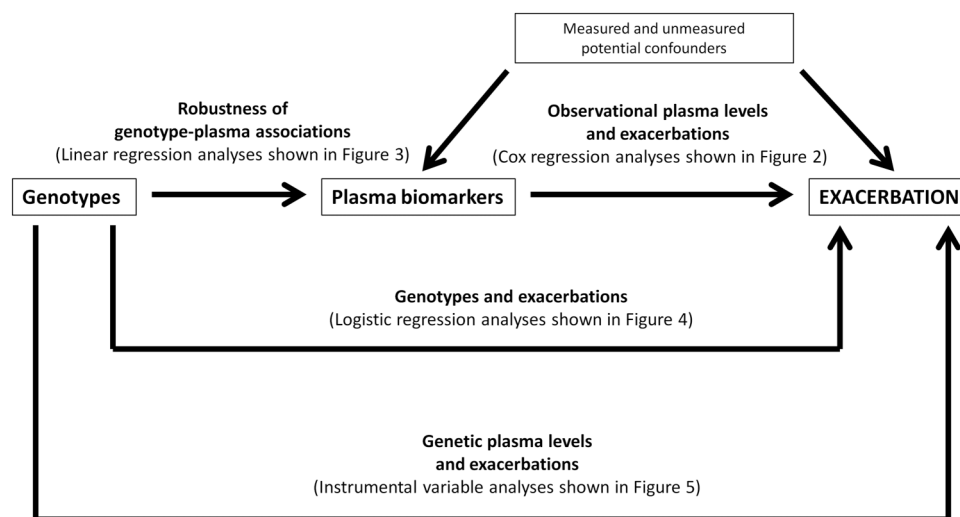 Measured and unmeasured
potential confounders
Robustness of
genotype-plasma associations
(Linear regression analyses shown in Figure 3)
Observational plasma levels
and exacerbations
(Cox regression analyses shown in Figure 2)
Genotypes
Plasma biomarkers
EXACERBATION
Genotypes and exacerbations
(Logistic regression analyses shown in Figure 4)
Genetic plasma levels
and exacerbations
(Instrumental variable analyses shown in Figure 5)